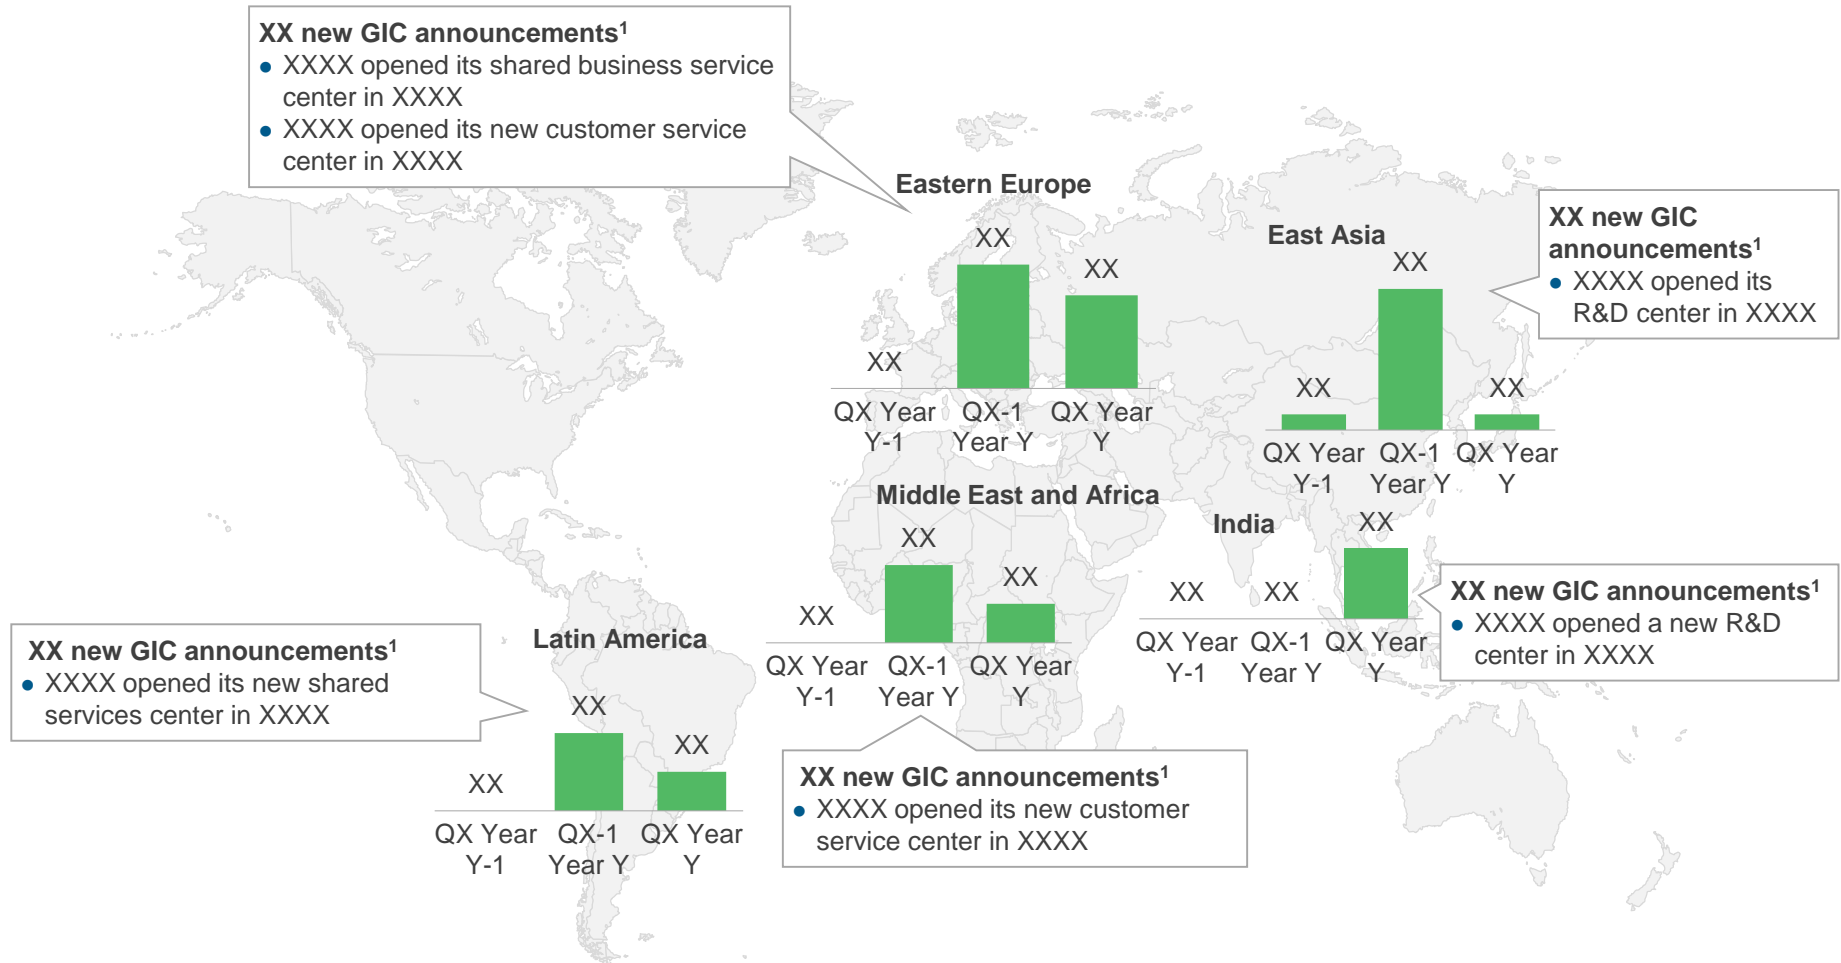 XX new GIC announcements1
● XXXX opened its shared business service
center in XXXX
● XXXX opened its new customer service
center in XXXX
Eastern Europe
XX
XX
XX
QX Year QX-1 QX Year
Y-1 Year Y Y
East Asia
XX
XX
XX
QX Year QX-1 QX Year
Y-1 Year Y Y
XX new GIC
announcements1
● XXXX opened its
R&D center in XXXX
Middle East and Africa
XX
XX
XX
QX Year QX-1 QX Year
Y-1 Year Y Y
India
XX
XX XX
QX Year QX-1 QX Year
Y-1 Year Y Y
XX new GIC announcements1
● XXXX opened a new R&D
center in XXXX
XX new GIC announcements1
● XXXX opened its new shared
services center in XXXX
Latin America
XX
XX
XX
QX Year QX-1 QX Year
Y-1 Year Y Y
XX new GIC announcements1
● XXXX opened its new customer
service center in XXXX